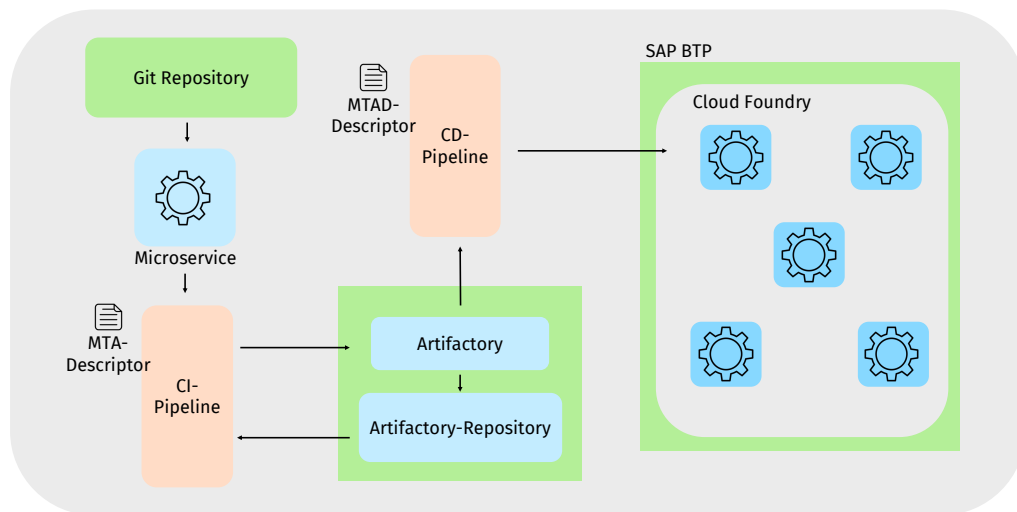 Git Repository
Microservice
MTA-
Descriptor
CI-
Pipeline
MTAD-
Descriptor
CD-
Pipeline
Artifactory
Artifactory-Repository
SAP BTP
Cloud Foundry